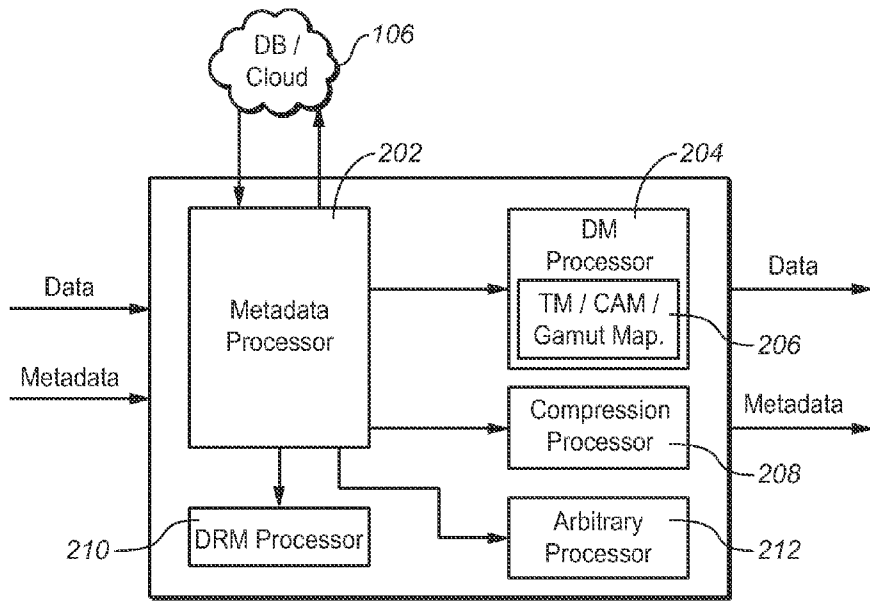 DB /
Cloud
106
202
204
DM
Processor
Data
Data
Metadata
Processor
TM / CAM /
Gamut Map.
206
Metadata
Compression
Processor
Metadata
208
210
DRM Processor
Arbitrary
Processor
212